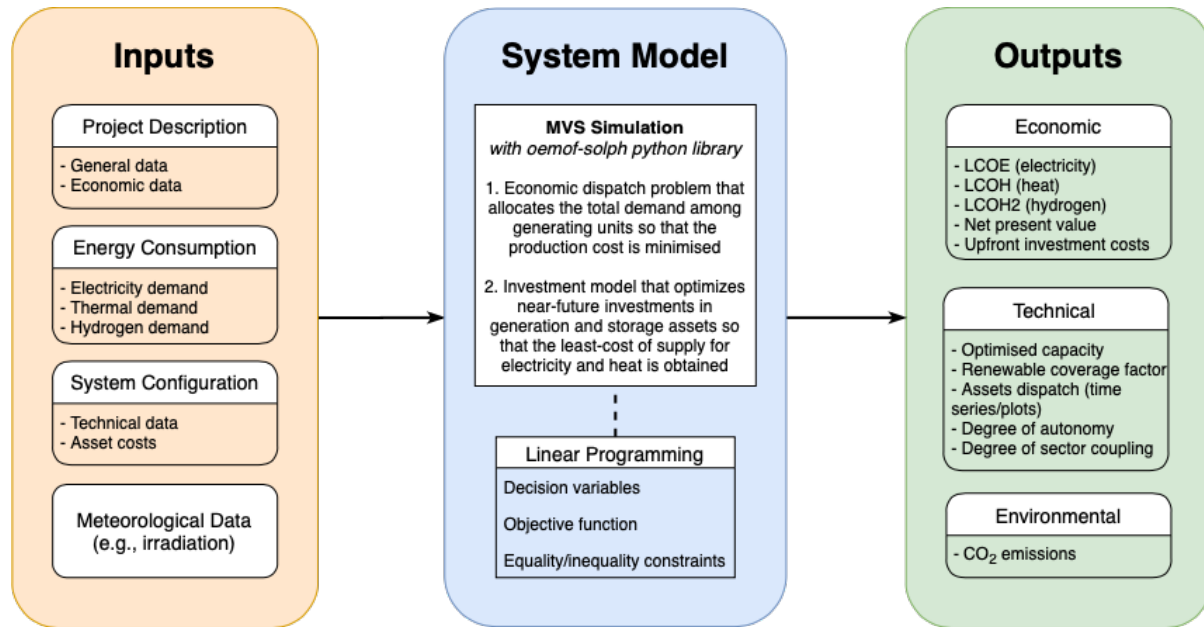 Inputs
Project Description
- General data
- Economic data
Energy Consumption
- Electricity demand
- Thermal demand
- Hydrogen demand
System Configuration
- Technical data
- Asset costs
Meteorological Data
(e.g., irradiation)
System Model
MVS Simulation
with oemof-solph python library
1. Economic dispatch problem that
allocates the total demand among
generating units so that the
production cost is minimised
2. Investment model that optimizes
near-future investments in
generation and storage assets so
that the least-cost of supply for
electricity and heat is obtained
Linear Programming
Decision variables
Objective function
Equality/inequality constraints
Outputs
Economic
- LCOE (electricity)
- LCOH (heat)
- LCOH2 (hydrogen)
- Net present value
- Upfront investment costs
Technical
- Optimised capacity
- Renewable coverage factor
- Assets dispatch (time
series/plots)
- Degree of autonomy
- Degree of sector coupling
Environmental
- CO₂ emissions